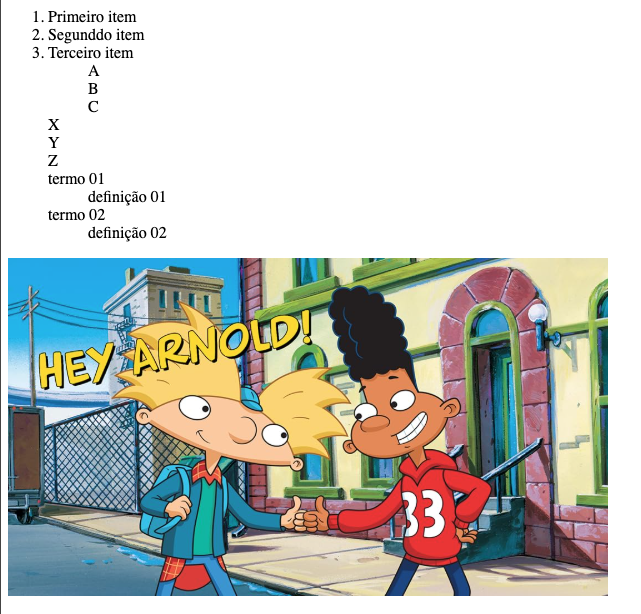 1. Primeiro item
2. Segunddo item
3. Terceiro item
A
B
C
X
Y
Z
termo 01
definição 01
termo 02
definição 02
HEY ARNOLD!
33